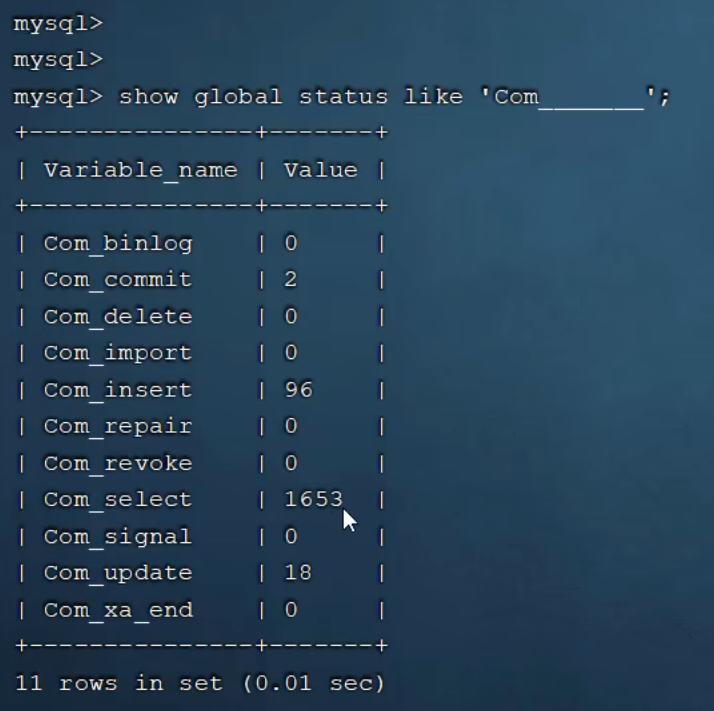 mysql>
mysql>
mysql> show global status like 'Com_______';
+---------------+-------+
| Variable_name | Value |
+---------------+-------+
| Com_binlog    | 0     |
| Com_commit    | 2     |
| Com_delete    | 0     |
| Com_import    | 0     |
| Com_insert    | 96    |
| Com_repair    | 0     |
| Com_revoke    | 0     |
| Com_select    | 1653  |
| Com_signal    | 0     |
| Com_update    | 18    |
| Com_xa_end    | 0     |
+---------------+-------+
11 rows in set (0.01 sec)